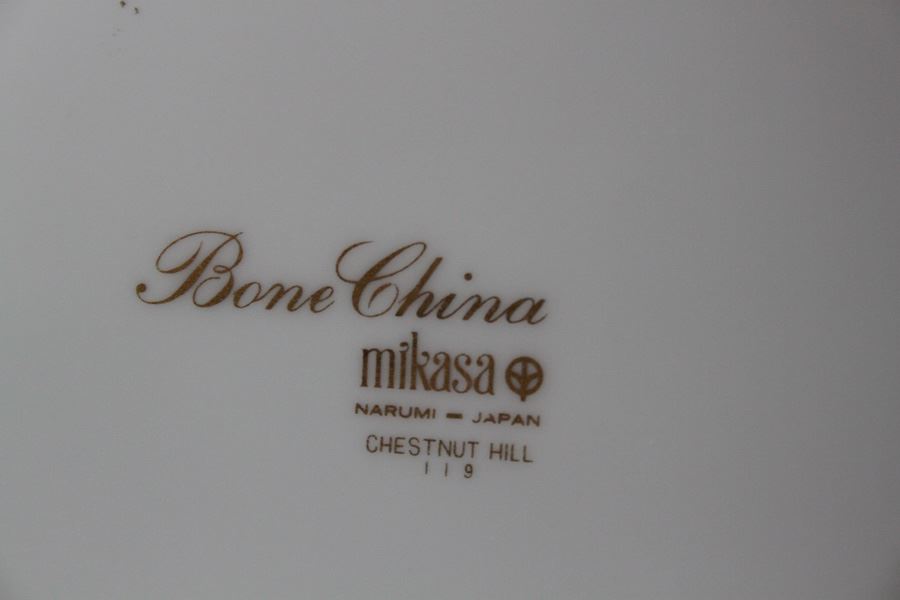 Bone China
mikasa
NARUMI – JAPAN
CHESTNUT HILL
119